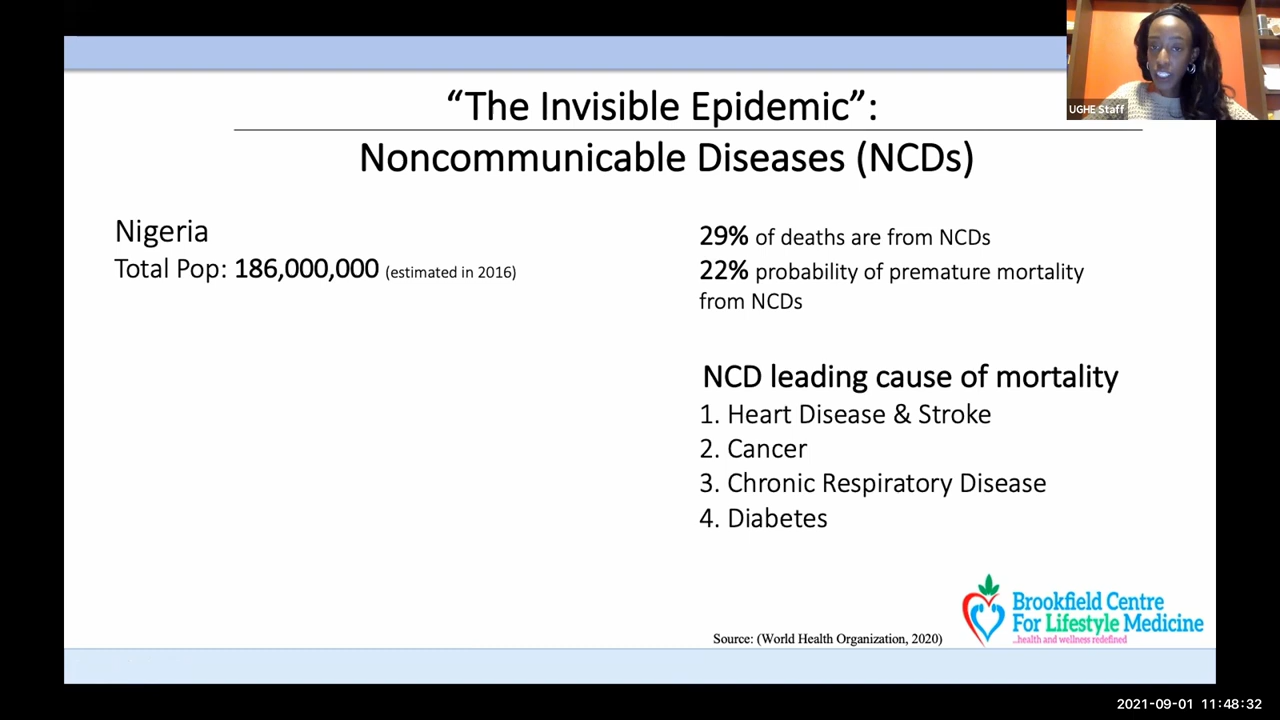 “The Invisible Epidemic”:
Noncommunicable Diseases (NCDs)
UGHE Staff
Nigeria
Total Pop: 186,000,000 (estimated in 2016)
29% of deaths are from NCDs
22% probability of premature mortality
from NCDs
NCD leading cause of mortality
1. Heart Disease & Stroke
2. Cancer
3. Chronic Respiratory Disease
4. Diabetes
Source: (World Health Organization, 2020)
Brookfield Centre
For Lifestyle Medicine
...health and wellness redefined
2021-09-01 11:48:32